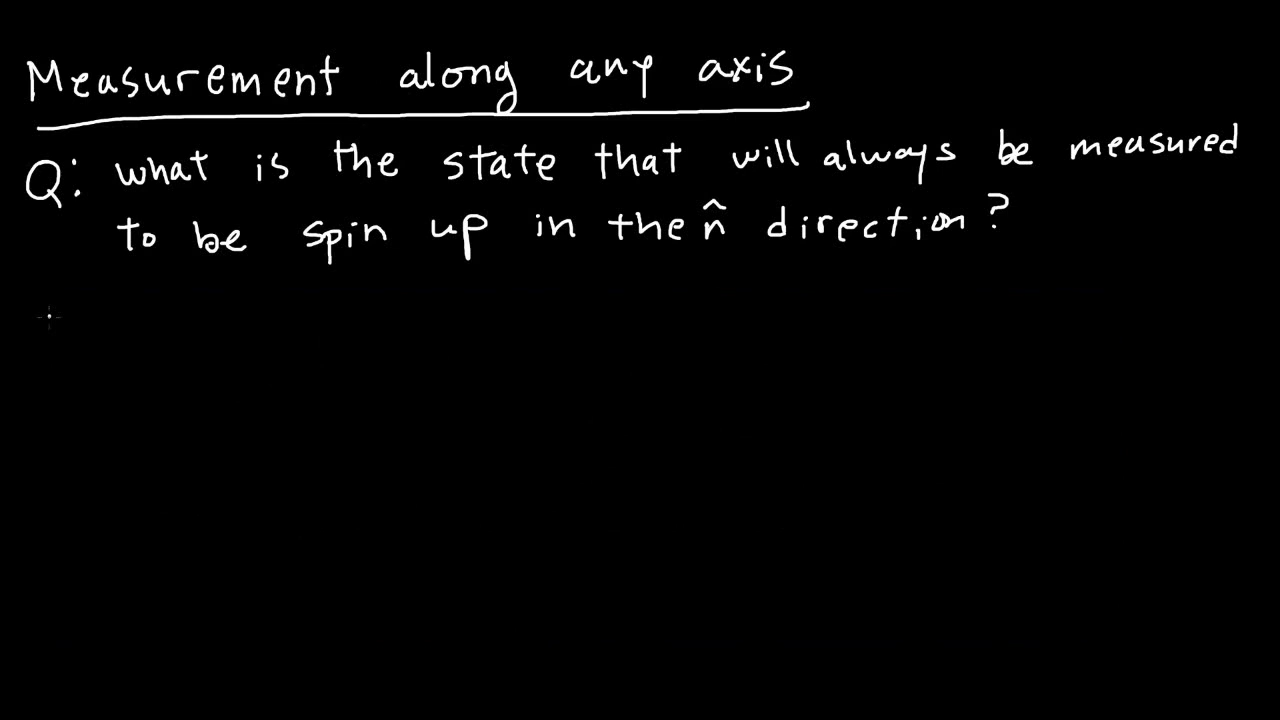 Measurement along any axis
Q: what is the state that will always be measured
to be spin up in the n̂ direction?